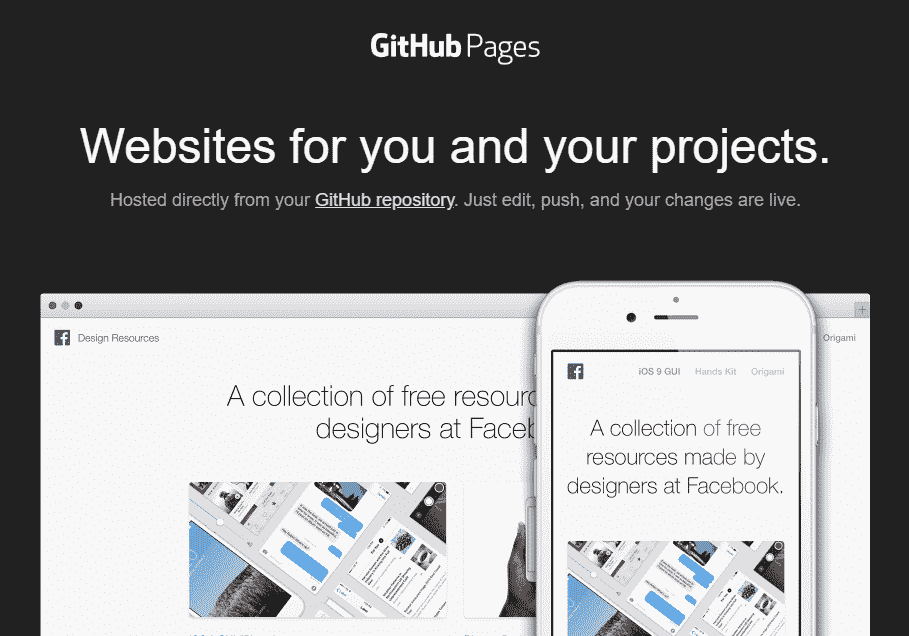 GitHub Pages
Websites for you and your projects.
Hosted directly from your GitHub repository. Just edit, push, and your changes are live.
Design Resources
Origami
A collection of free resourc
designers at Faceb
iOS 9 GUI Hands Kit Origami
A collection of free
resources made by
designers at Facebook.